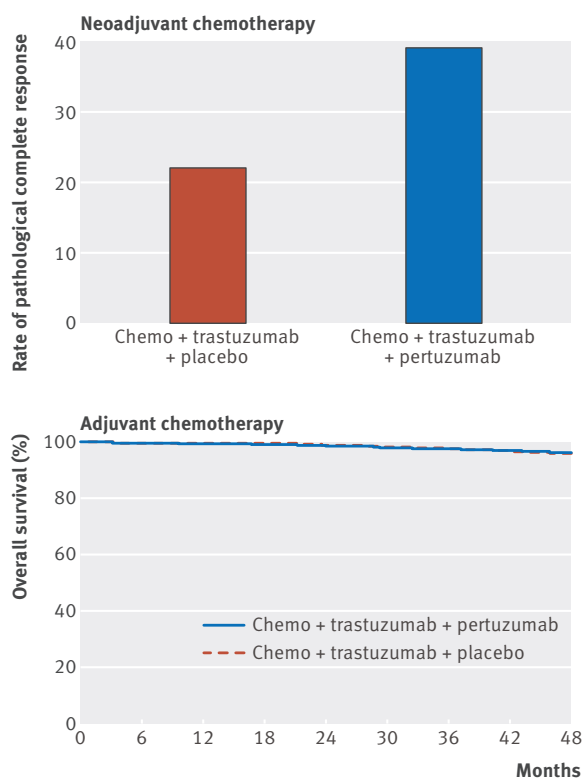 Neoadjuvant chemotherapy
Rate of pathological complete response
40
30
20
10
0
Chemo + trastuzumab
+ placebo
Chemo + trastuzumab
+ pertuzumab
Adjuvant chemotherapy
Overall survival (%)
100
80
60
40
20
0
Chemo + trastuzumab + pertuzumab
Chemo + trastuzumab + placebo
0 6 12 18 24 30 36 42 48
Months